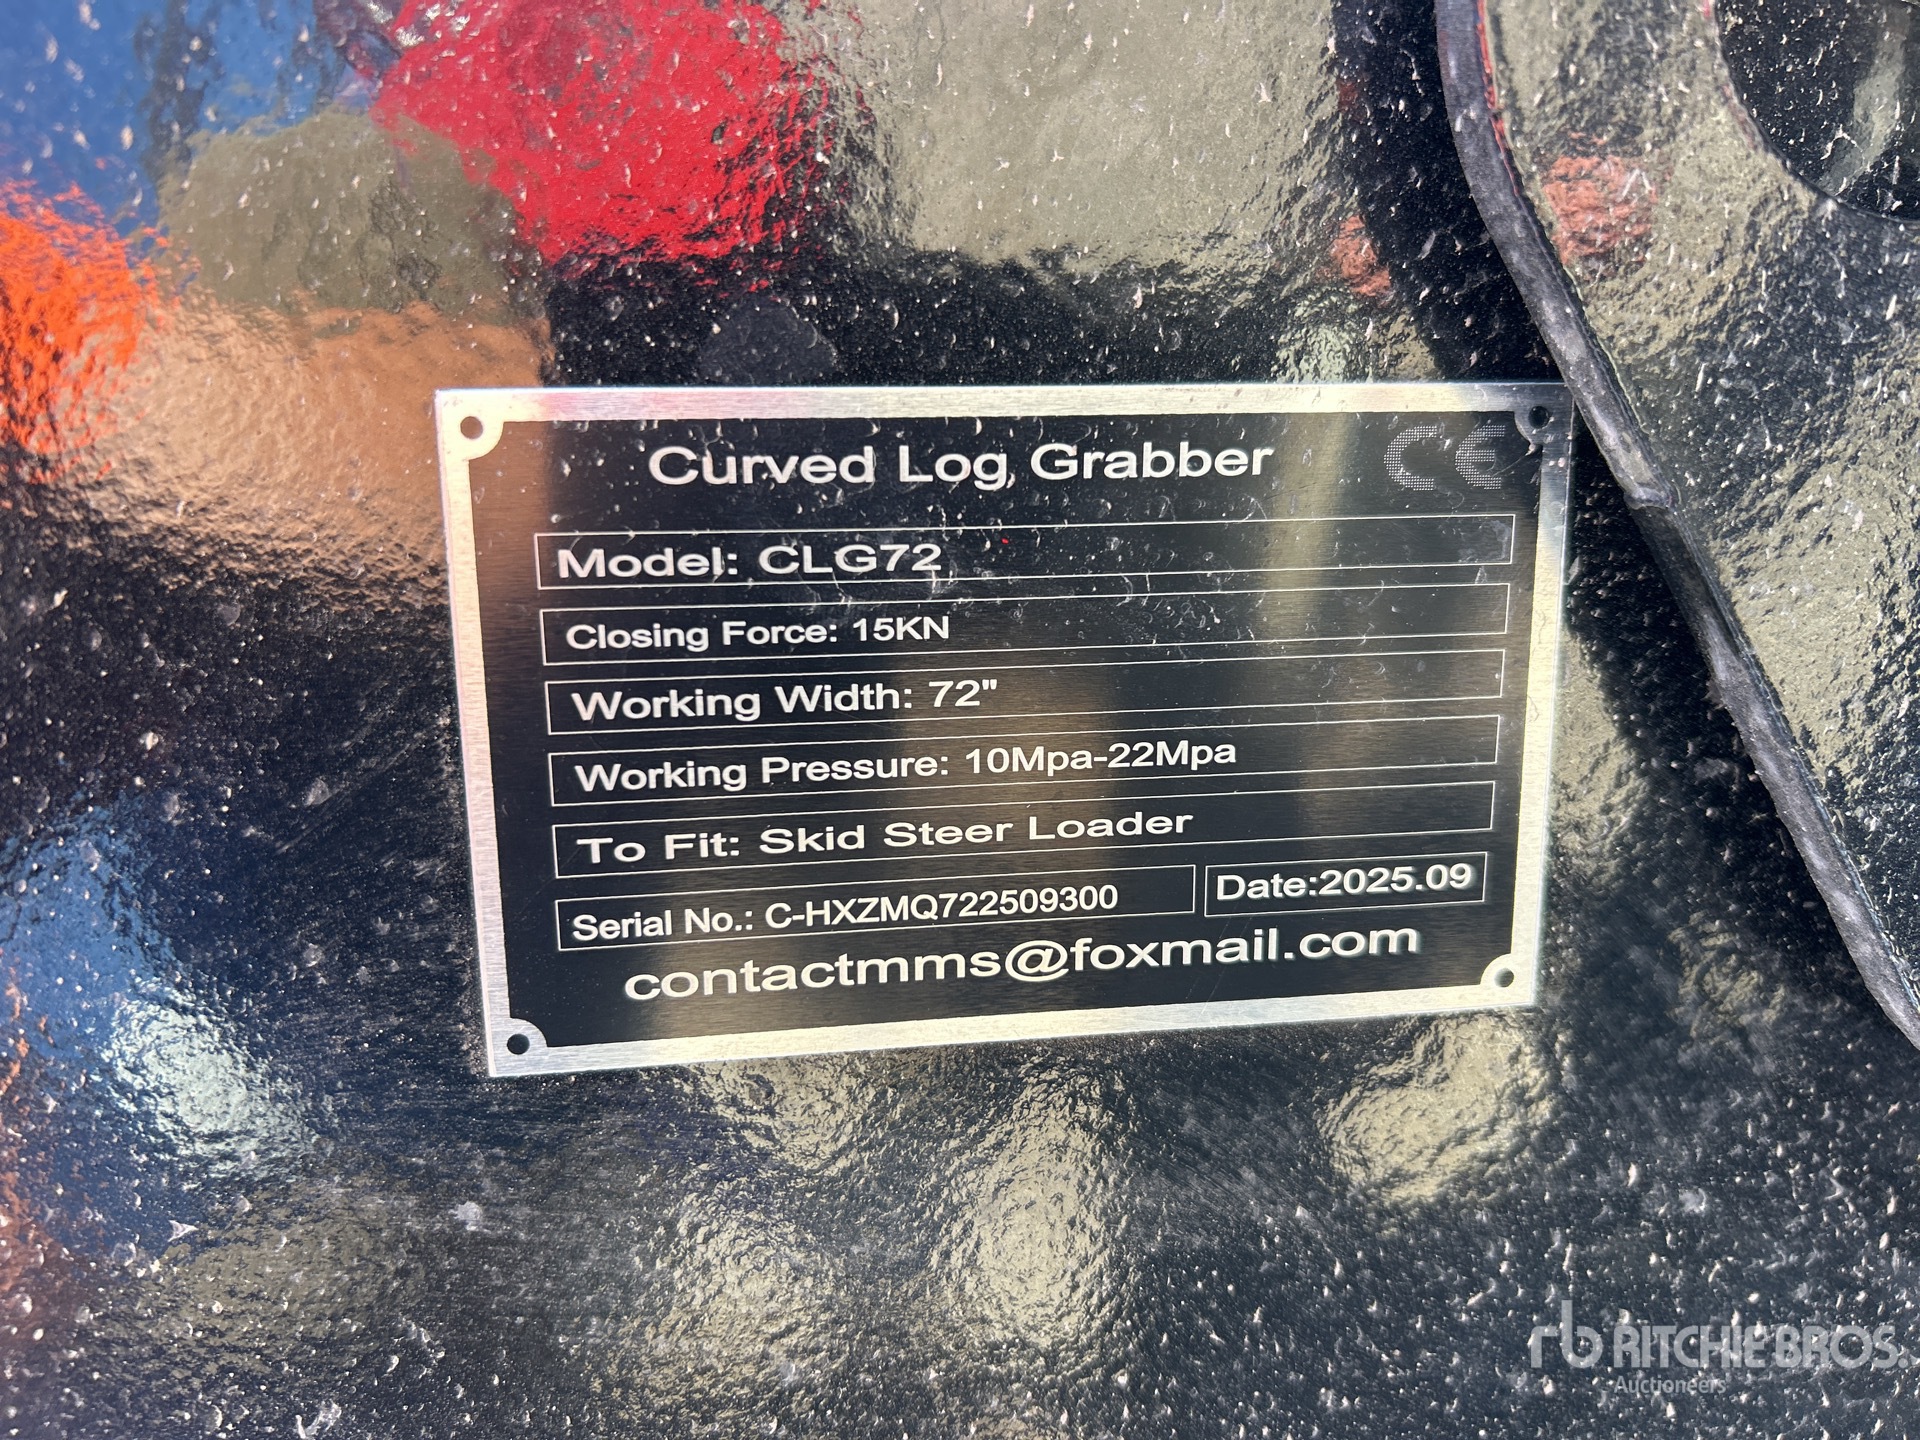 Curved Log Grabber CE
Model: CLG72
Closing Force: 15KN
Working Width: 72"
Working Pressure: 10Mpa-22Mpa
To Fit: Skid Steer Loader
Serial No.: C-HXZMQ722509300 Date:2025.09
contactmms@foxmail.com
rb RITCHIE BROS.
Auctioneers